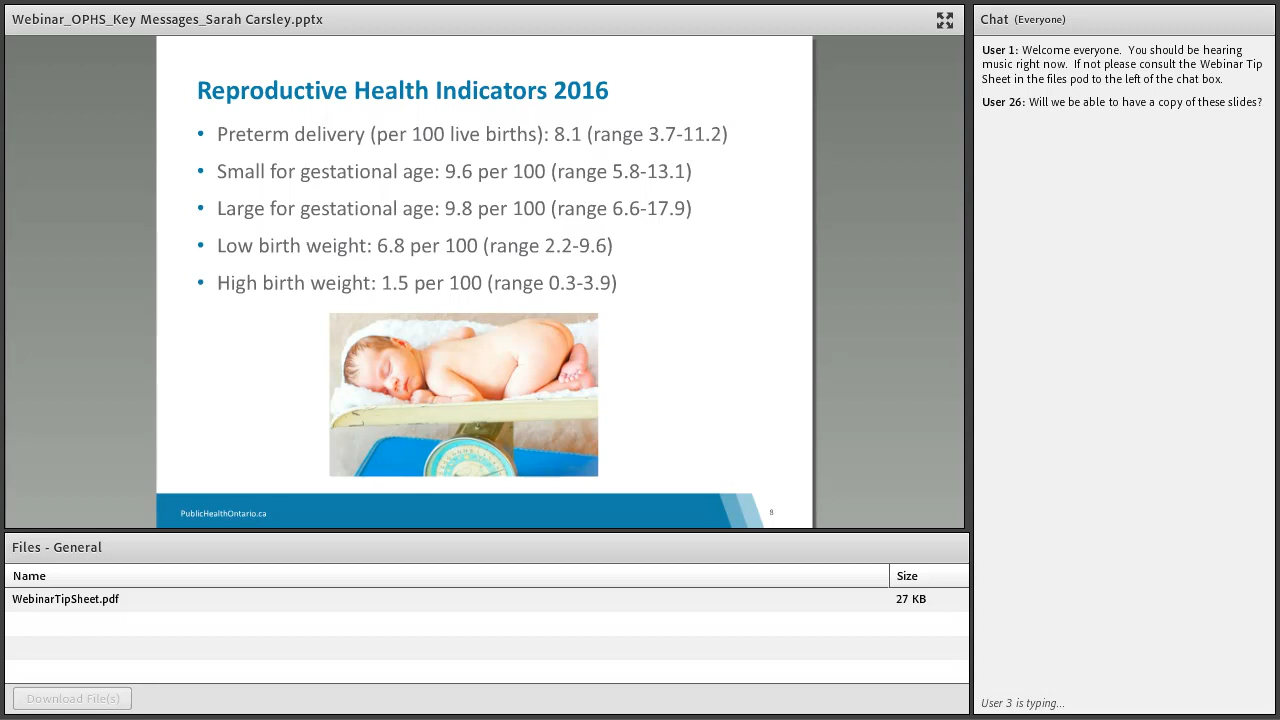 Webinar_OPHS_Key Messages_Sarah Carsley.pptx
Reproductive Health Indicators 2016
• Preterm delivery (per 100 live births): 8.1 (range 3.7-11.2)
• Small for gestational age: 9.6 per 100 (range 5.8-13.1)
• Large for gestational age: 9.8 per 100 (range 6.6-17.9)
• Low birth weight: 6.8 per 100 (range 2.2-9.6)
• High birth weight: 1.5 per 100 (range 0.3-3.9)
PublicHealthOntario.ca
8
Files - General
Name Size
WebinarTipSheet.pdf 27 KB
Download File(s)
Chat (Everyone)
User 1: Welcome everyone. You should be hearing
music right now. If not please consult the Webinar Tip
Sheet in the files pod to the left of the chat box.
User 26: Will we be able to have a copy of these slides?
User 3 is typing...